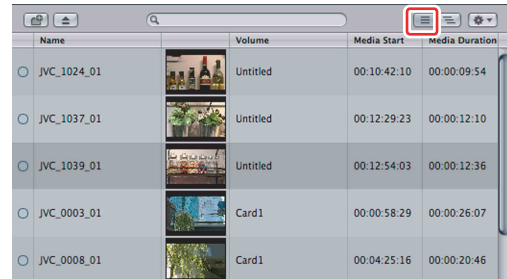 Name Volume Media Start Media Duration
JVC_1024_01 Untitled 00:10:42:10 00:00:09:54
JVC_1037_01 Untitled 00:12:29:23 00:00:12:10
JVC_1039_01 Untitled 00:12:54:03 00:00:12:36
JVC_0003_01 Card1 00:00:58:29 00:00:26:07
JVC_0008_01 Card1 00:04:25:16 00:00:20:46